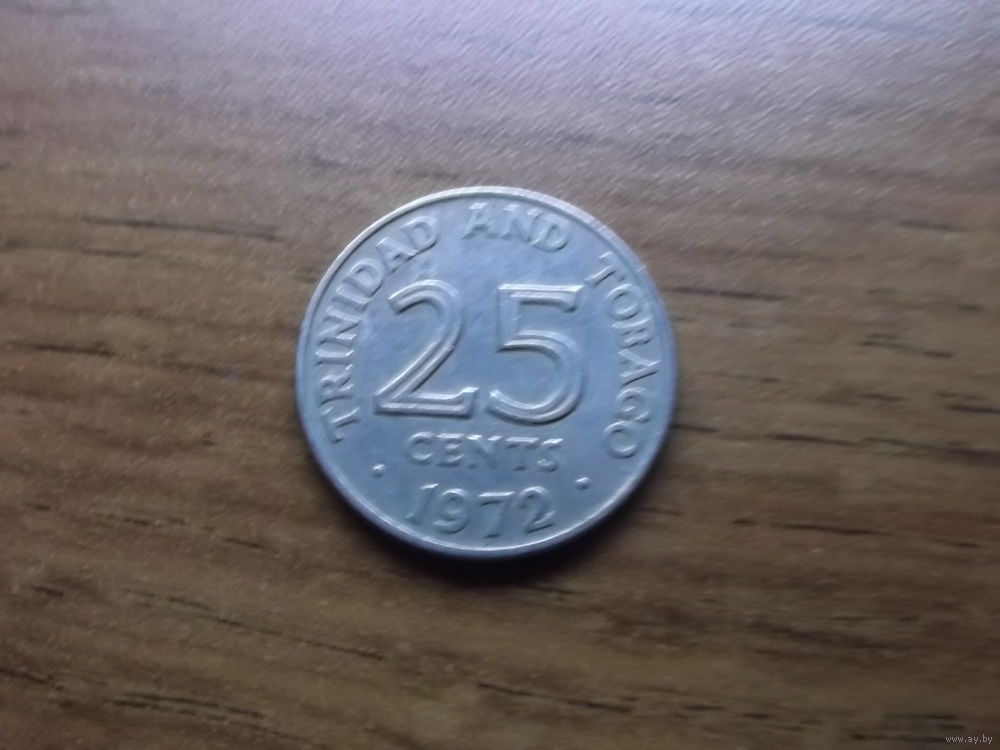 TRINIDAD AND TOBAGO
25
CENTS
• 1972 •
www.ay.by